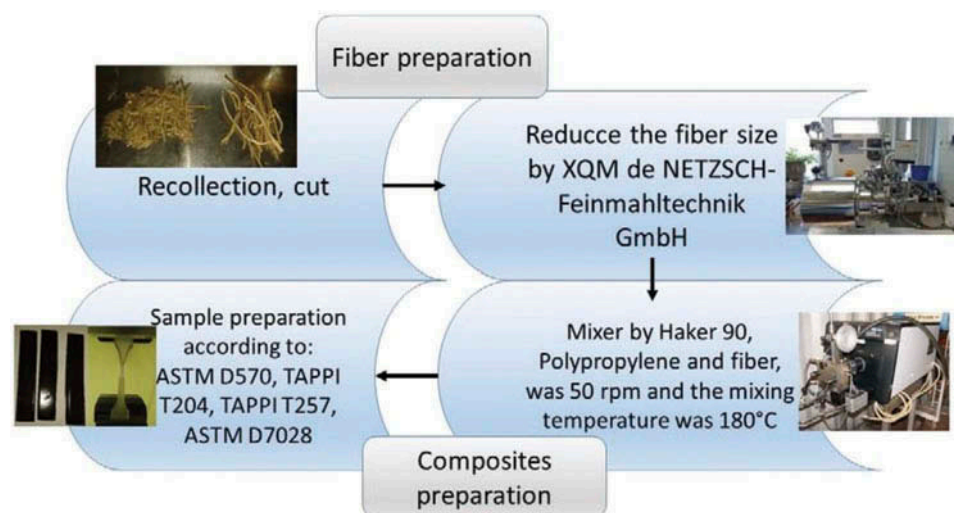 Fiber preparation
Recollection, cut
Reducce the fiber size
by XQM de NETZSCH-
Feinmahltechnik
GmbH
Mixer by Haker 90,
Polypropylene and fiber,
was 50 rpm and the mixing
temperature was 180°C
Sample preparation
according to:
ASTM D570, TAPPI
T204, TAPPI T257,
ASTM D7028
Composites
preparation